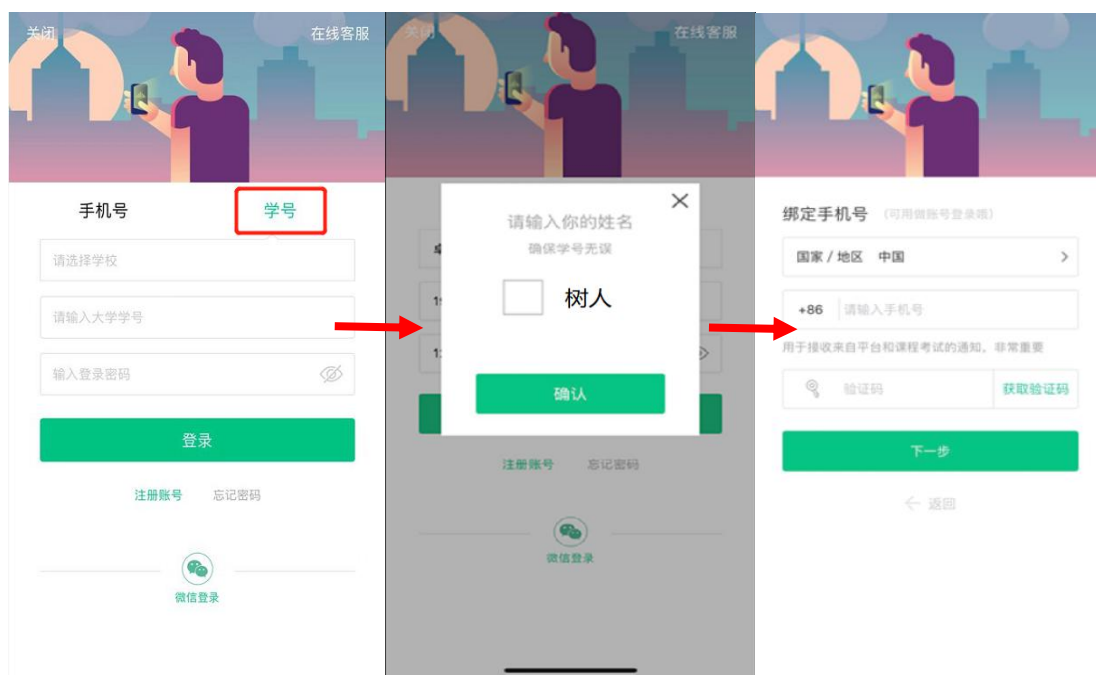 关闭 在线客服
手机号 学号
请选择学校
请输入大学学号
输入登录密码
登录
注册账号 忘记密码
微信登录
关闭 在线客服
请输入你的姓名
确保学号无误
树人
确认
注册账号 忘记密码
微信登录
绑定手机号 (可用做账号登录哦)
国家 / 地区 中国
+86 请输入手机号
用于接收来自平台和课程考试的通知，非常重要
验证码 获取验证码
下一步
← 返回